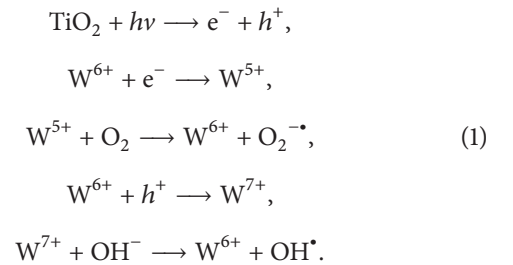 TiO₂ + hν ⟶ e⁻ + h⁺,
W⁶⁺ + e⁻ ⟶ W⁵⁺,
W⁵⁺ + O₂ ⟶ W⁶⁺ + O₂⁻•, (1)
W⁶⁺ + h⁺ ⟶ W⁷⁺,
W⁷⁺ + OH⁻ ⟶ W⁶⁺ + OH•.